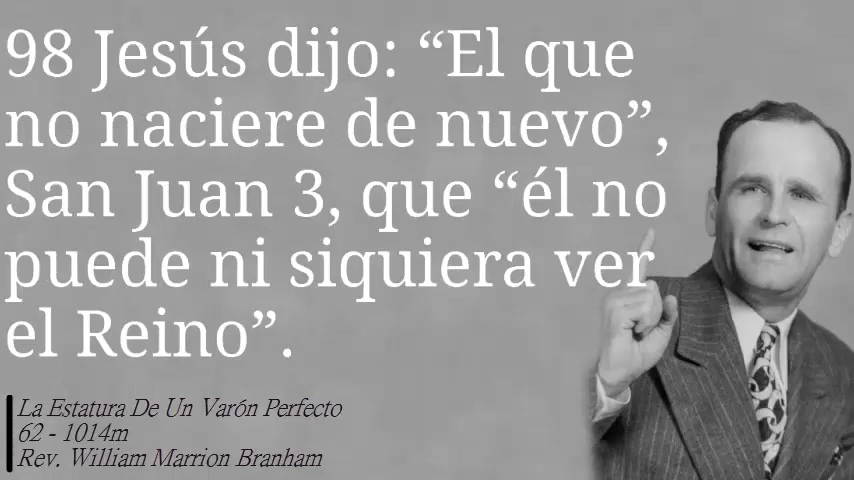 98 Jesús dijo: “El que
no naciere de nuevo”,
San Juan 3, que “él no
puede ni siquiera ver
el Reino”.
La Estatura De Un Varón Perfecto
62 - 1014m
Rev. William Marrion Branham